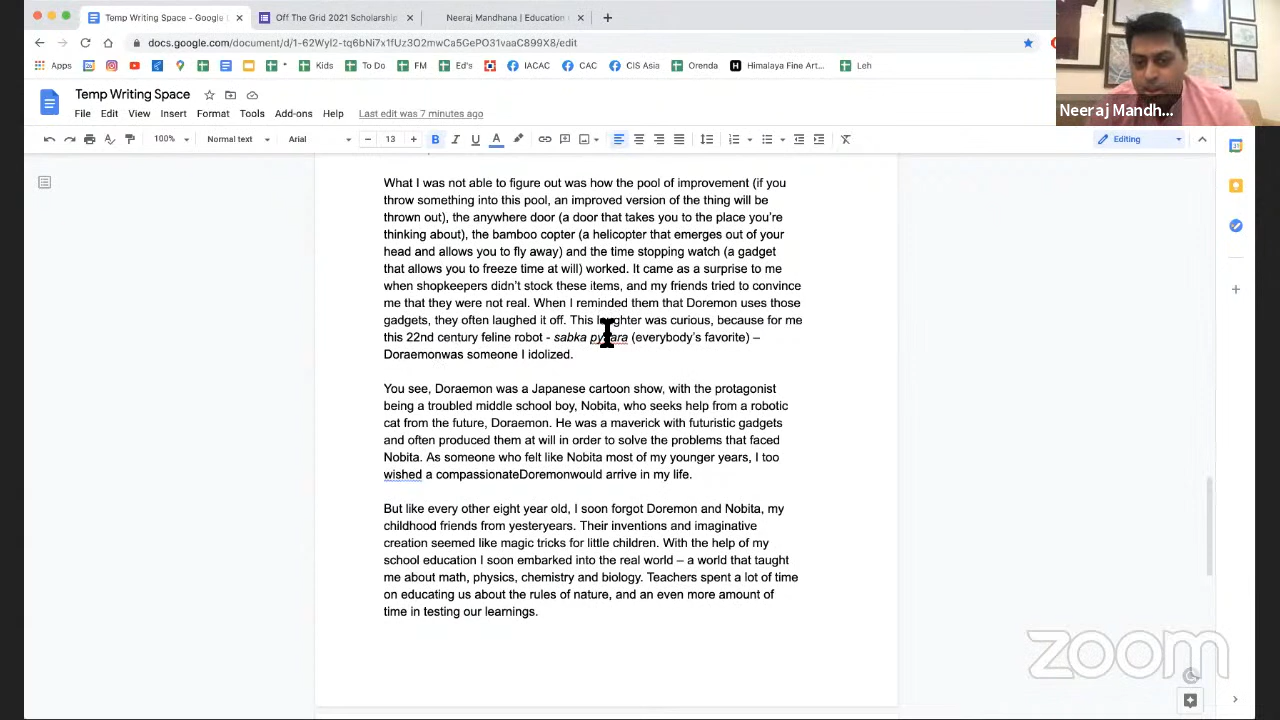 Temp Writing Space - Google
Off The Grid 2021 Scholarship
Neeraj Mandhana | Education
docs.google.com/document/d/1-62Wyr2-tq6bNi7x1fUz3O2mwCa5GePO31vaaC899X8/edit
Apps
Kids
To Do
FM
Ed's
IACAC
CAC
CIS Asia
Orenda
Himalaya Fine Art...
Leh
Temp Writing Space
File Edit View Insert Format Tools Add-ons Help Last edit was 7 minutes ago
100% Normal text Arial 13 B I U A Editing
Neeraj Mandh...
What I was not able to figure out was how the pool of improvement (if you
throw something into this pool, an improved version of the thing will be
thrown out), the anywhere door (a door that takes you to the place you're
thinking about), the bamboo copter (a helicopter that emerges out of your
head and allows you to fly away) and the time stopping watch (a gadget
that allows you to freeze time at will) worked. It came as a surprise to me
when shopkeepers didn't stock these items, and my friends tried to convince
me that they were not real. When I reminded them that Doremon uses those
gadgets, they often laughed it off. This laughter was curious, because for me
this 22nd century feline robot - sabka pyaara (everybody's favorite) –
Doraemonwas someone I idolized.
You see, Doraemon was a Japanese cartoon show, with the protagonist
being a troubled middle school boy, Nobita, who seeks help from a robotic
cat from the future, Doraemon. He was a maverick with futuristic gadgets
and often produced them at will in order to solve the problems that faced
Nobita. As someone who felt like Nobita most of my younger years, I too
wished a compassionateDoremonwould arrive in my life.
But like every other eight year old, I soon forgot Doremon and Nobita, my
childhood friends from yesteryears. Their inventions and imaginative
creation seemed like magic tricks for little children. With the help of my
school education I soon embarked into the real world – a world that taught
me about math, physics, chemistry and biology. Teachers spent a lot of time
on educating us about the rules of nature, and an even more amount of
time in testing our learnings.
zoom